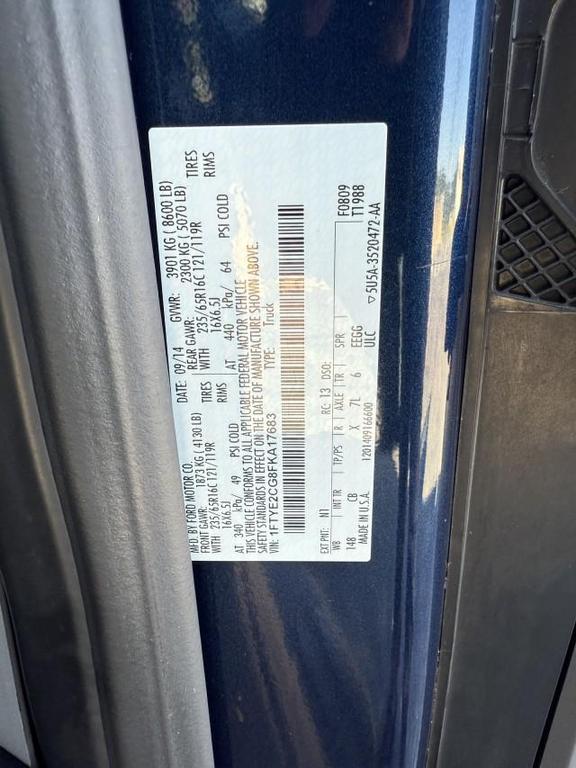 MFD. BY FORD MOTOR CO.
DATE: 09/14 GVWR: 3901 KG ( 8600 LB)
FRONT GAWR: 1873 KG ( 4130 LB) REAR GAWR: 2300 KG ( 5070 LB)
WITH 235/65R16C 121/119R TIRES WITH 235/65R16C 121/119R TIRES
16X6.5J RIMS 16X6.5J RIMS
AT 340 kPa/ 49 PSI COLD AT 440 kPa/ 64 PSI COLD
THIS VEHICLE CONFORMS TO ALL APPLICABLE FEDERAL MOTOR VEHICLE
SAFETY STANDARDS IN EFFECT ON THE DATE OF MANUFACTURE SHOWN ABOVE.
VIN: 1FTYE2CG8FKA17683 TYPE: Truck
EXT PNT: N1 RC: 13 DSO: F0809
T1988
WB INT TR TP/PS R AXLE TR SPR
148 CB X 7L 6 EEGG
MADE IN U.S.A. 1201409166600 ULC ▽ 5U5A-3520472-AA